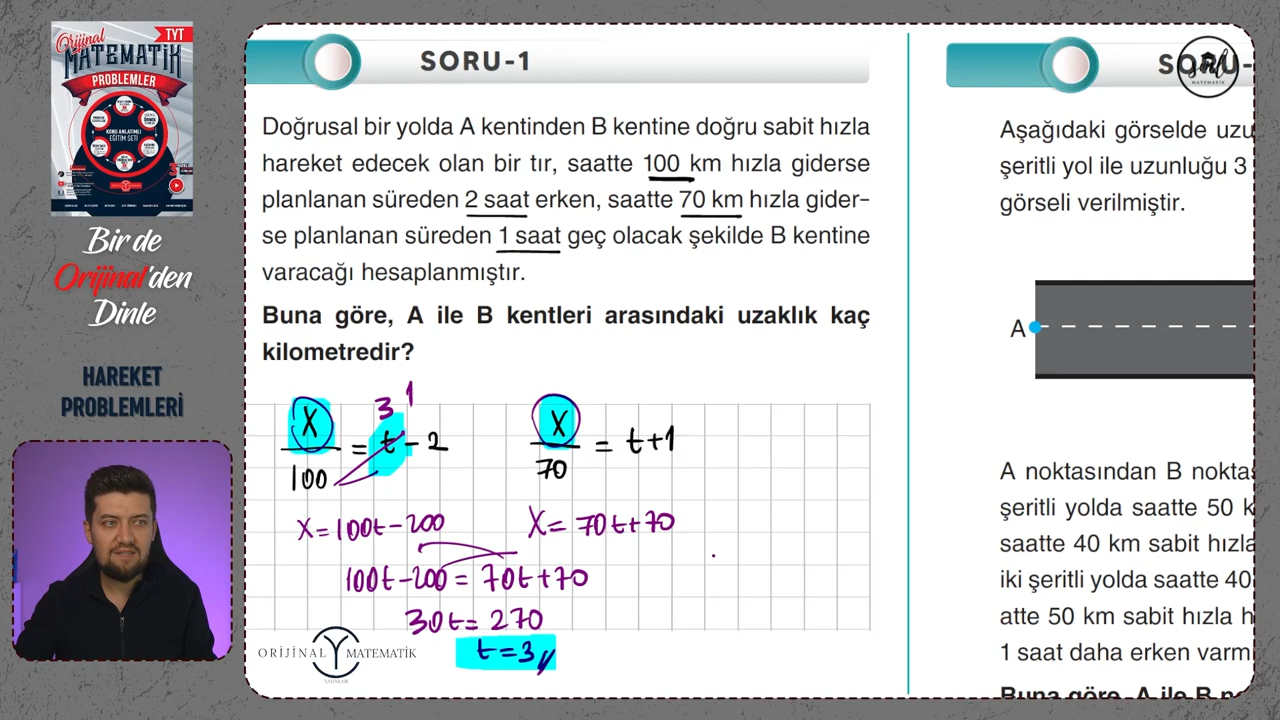 TYT
Orijinal
MATEMATİK
PROBLEMLER
KONU ANLATIMLI
EĞİTİM SETİ
Bir de
Orijinal'den
Dinle
HAREKET
PROBLEMLERİ
SORU-1
Doğrusal bir yolda A kentinden B kentine doğru sabit hızla
hareket edecek olan bir tır, saatte 100 km hızla giderse
planlanan süreden 2 saat erken, saatte 70 km hızla gider-
se planlanan süreden 1 saat geç olacak şekilde B kentine
varacağı hesaplanmıştır.
Buna göre, A ile B kentleri arasındaki uzaklık kaç
kilometredir?
3 1
X/100 = t-2
X/70 = t+1
X=100t-200
X=70t+70
100t-200=70t+70
30t=270
t=3
ORİJİNAL MATEMATİK
YAYINLARI
SORU-
MATEMATİK
Aşağıdaki görselde uzu
şeritli yol ile uzunluğu 3
görseli verilmiştir.
A
A noktasından B nokta
şeritli yolda saatte 50 k
saatte 40 km sabit hızla
iki şeritli yolda saatte 40
atte 50 km sabit hızla h
1 saat daha erken varm
Buna göre, A ile B n